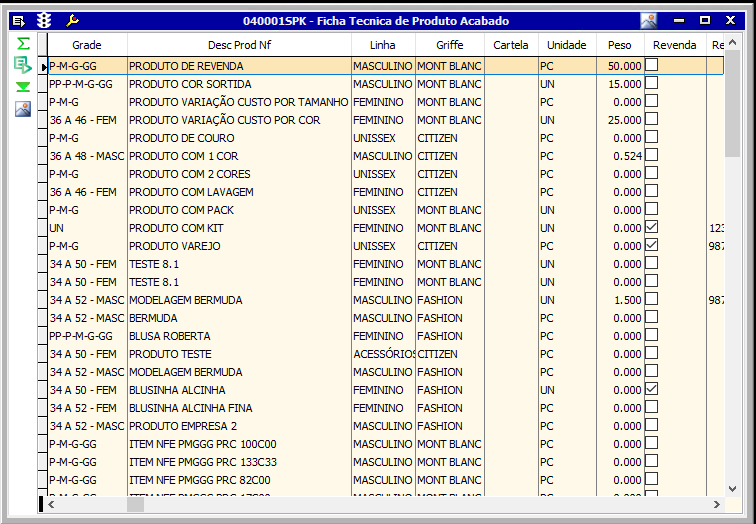 040001SPK - Ficha Tecnica de Produto Acabado
Grade Desc Prod Nf Linha Griffe Cartela Unidade Peso Revenda Re
P-M-G-GG PRODUTO DE REVENDA MASCULINO MONT BLANC PC 50.000
PP-P-M-G-GG PRODUTO COR SORTIDA MASCULINO MONT BLANC UN 15.000
P-M-G PRODUTO VARIAÇÃO CUSTO POR TAMANHO FEMININO MONT BLANC PC 0.000
36 A 46 - FEM PRODUTO VARIAÇÃO CUSTO POR COR FEMININO MONT BLANC UN 25.000
P-M-G PRODUTO DE COURO UNISSEX CITIZEN PC 0.000
36 A 48 - MASC PRODUTO COM 1 COR MASCULINO CITIZEN PC 0.524
P-M-G PRODUTO COM 2 CORES UNISSEX CITIZEN PC 0.000
36 A 46 - FEM PRODUTO COM LAVAGEM FEMININO CITIZEN PC 0.000
P-M-G PRODUTO COM PACK UNISSEX MONT BLANC UN 0.000
UN PRODUTO COM KIT FEMININO MONT BLANC UN 0.000 123
P-M-G PRODUTO VAREJO UNISSEX CITIZEN PC 0.000 987
34 A 50 - FEM TESTE 8.1 FEMININO MONT BLANC UN 0.000
34 A 50 - FEM TESTE 8.1 FEMININO MONT BLANC UN 0.000
34 A 52 - MASC MODELAGEM BERMUDA MASCULINO FASHION UN 1.500 987
34 A 52 - MASC BERMUDA MASCULINO FASHION PC 0.000
PP-P-M-G-GG BLUSA ROBERTA FEMININO FASHION PC 0.000
34 A 50 - FEM PRODUTO TESTE ACESSÓRIOS CITIZEN PC 0.000
34 A 52 - MASC MODELAGEM BERMUDA MASCULINO FASHION PC 0.000
34 A 50 - FEM BLUSINHA ALCINHA FEMININO FASHION UN 0.000
34 A 52 - FEM BLUSINHA ALCINHA FINA FEMININO FASHION PC 0.000
34 A 52 - MASC PRODUTO EMPRESA 2 MASCULINO FASHION PC 0.000
P-M-G-GG ITEM NFE PMGGG PRC 100C00 MASCULINO MONT BLANC PC 0.000
P-M-G-GG ITEM NFE PMGGG PRC 133C33 MASCULINO MONT BLANC PC 0.000
P-M-G-GG ITEM NFE PMGGG PRC 82C00 MASCULINO MONT BLANC PC 0.000
P-M-G-GG ITEM NFE PMGGG PRC MASCULINO MONT BLANC PC 0.000